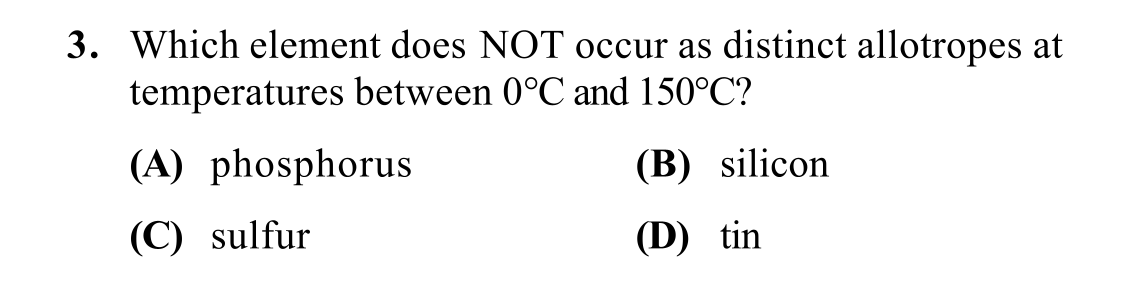 3. Which element does NOT occur as distinct allotropes at
temperatures between 0°C and 150°C?
(A) phosphorus (B) silicon
(C) sulfur (D) tin